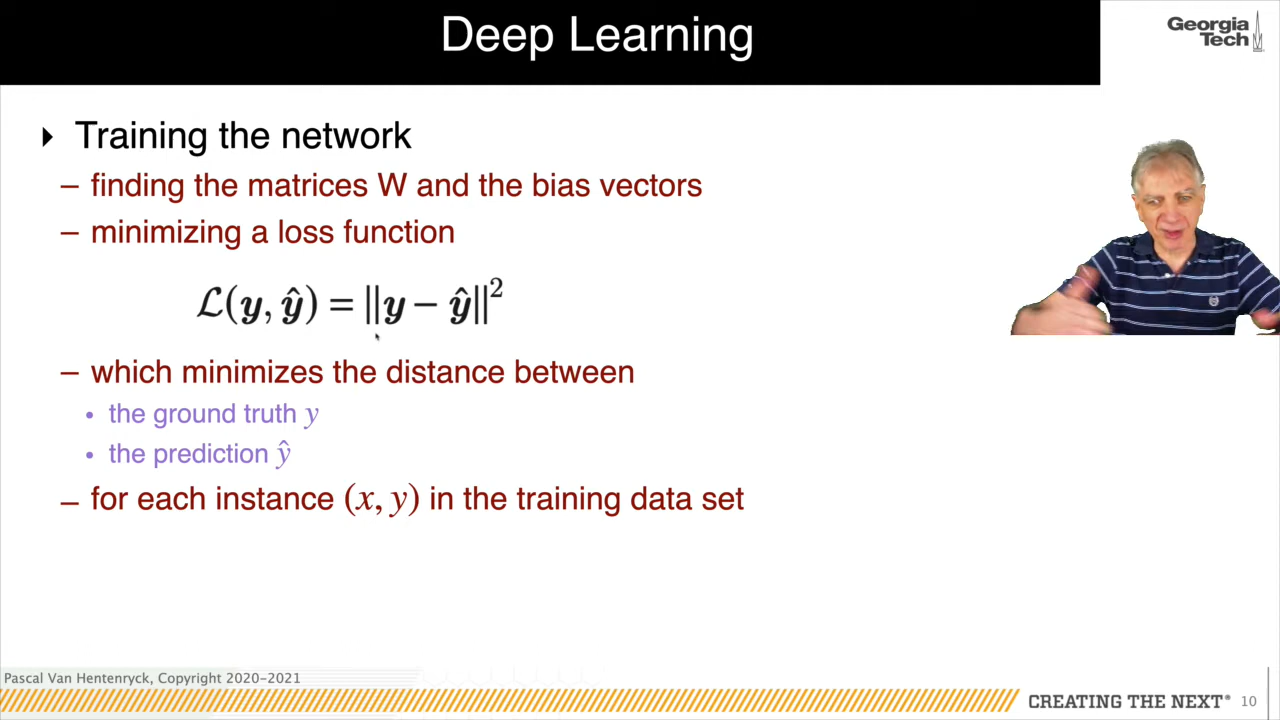 Deep Learning
Georgia
Tech
Training the network
– finding the matrices W and the bias vectors
– minimizing a loss function
ℒ(y, ŷ) = ||y − ŷ||²
– which minimizes the distance between
• the ground truth y
• the prediction ŷ
– for each instance (x, y) in the training data set
Pascal Van Hentenryck, Copyright 2020-2021
CREATING THE NEXT® 10